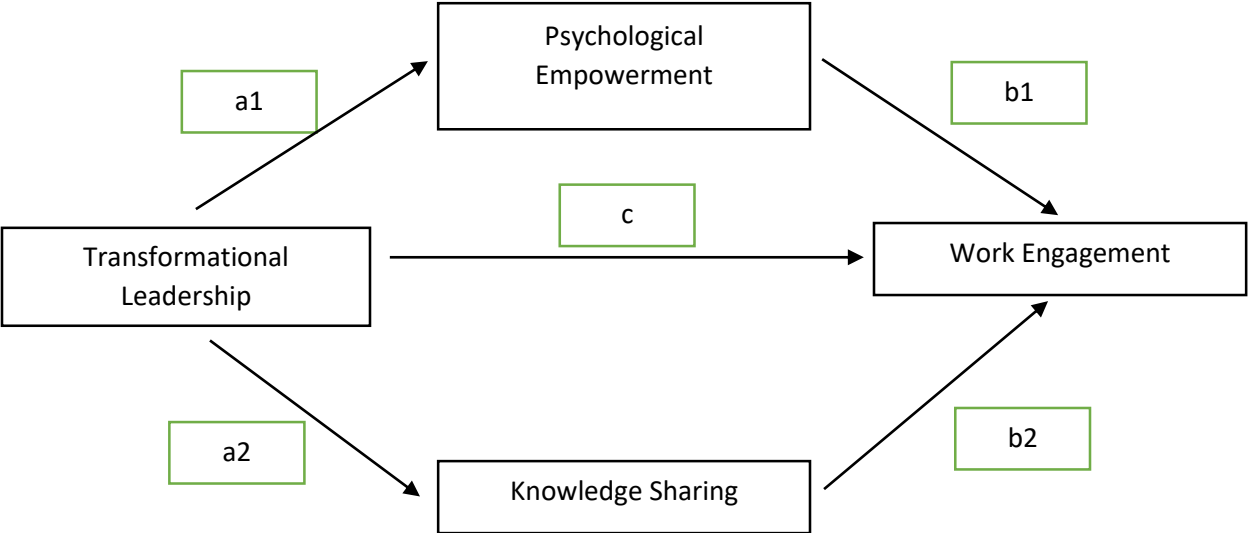 Psychological
Empowerment
a1
b1
c
Transformational
Leadership
Work Engagement
a2
b2
Knowledge Sharing